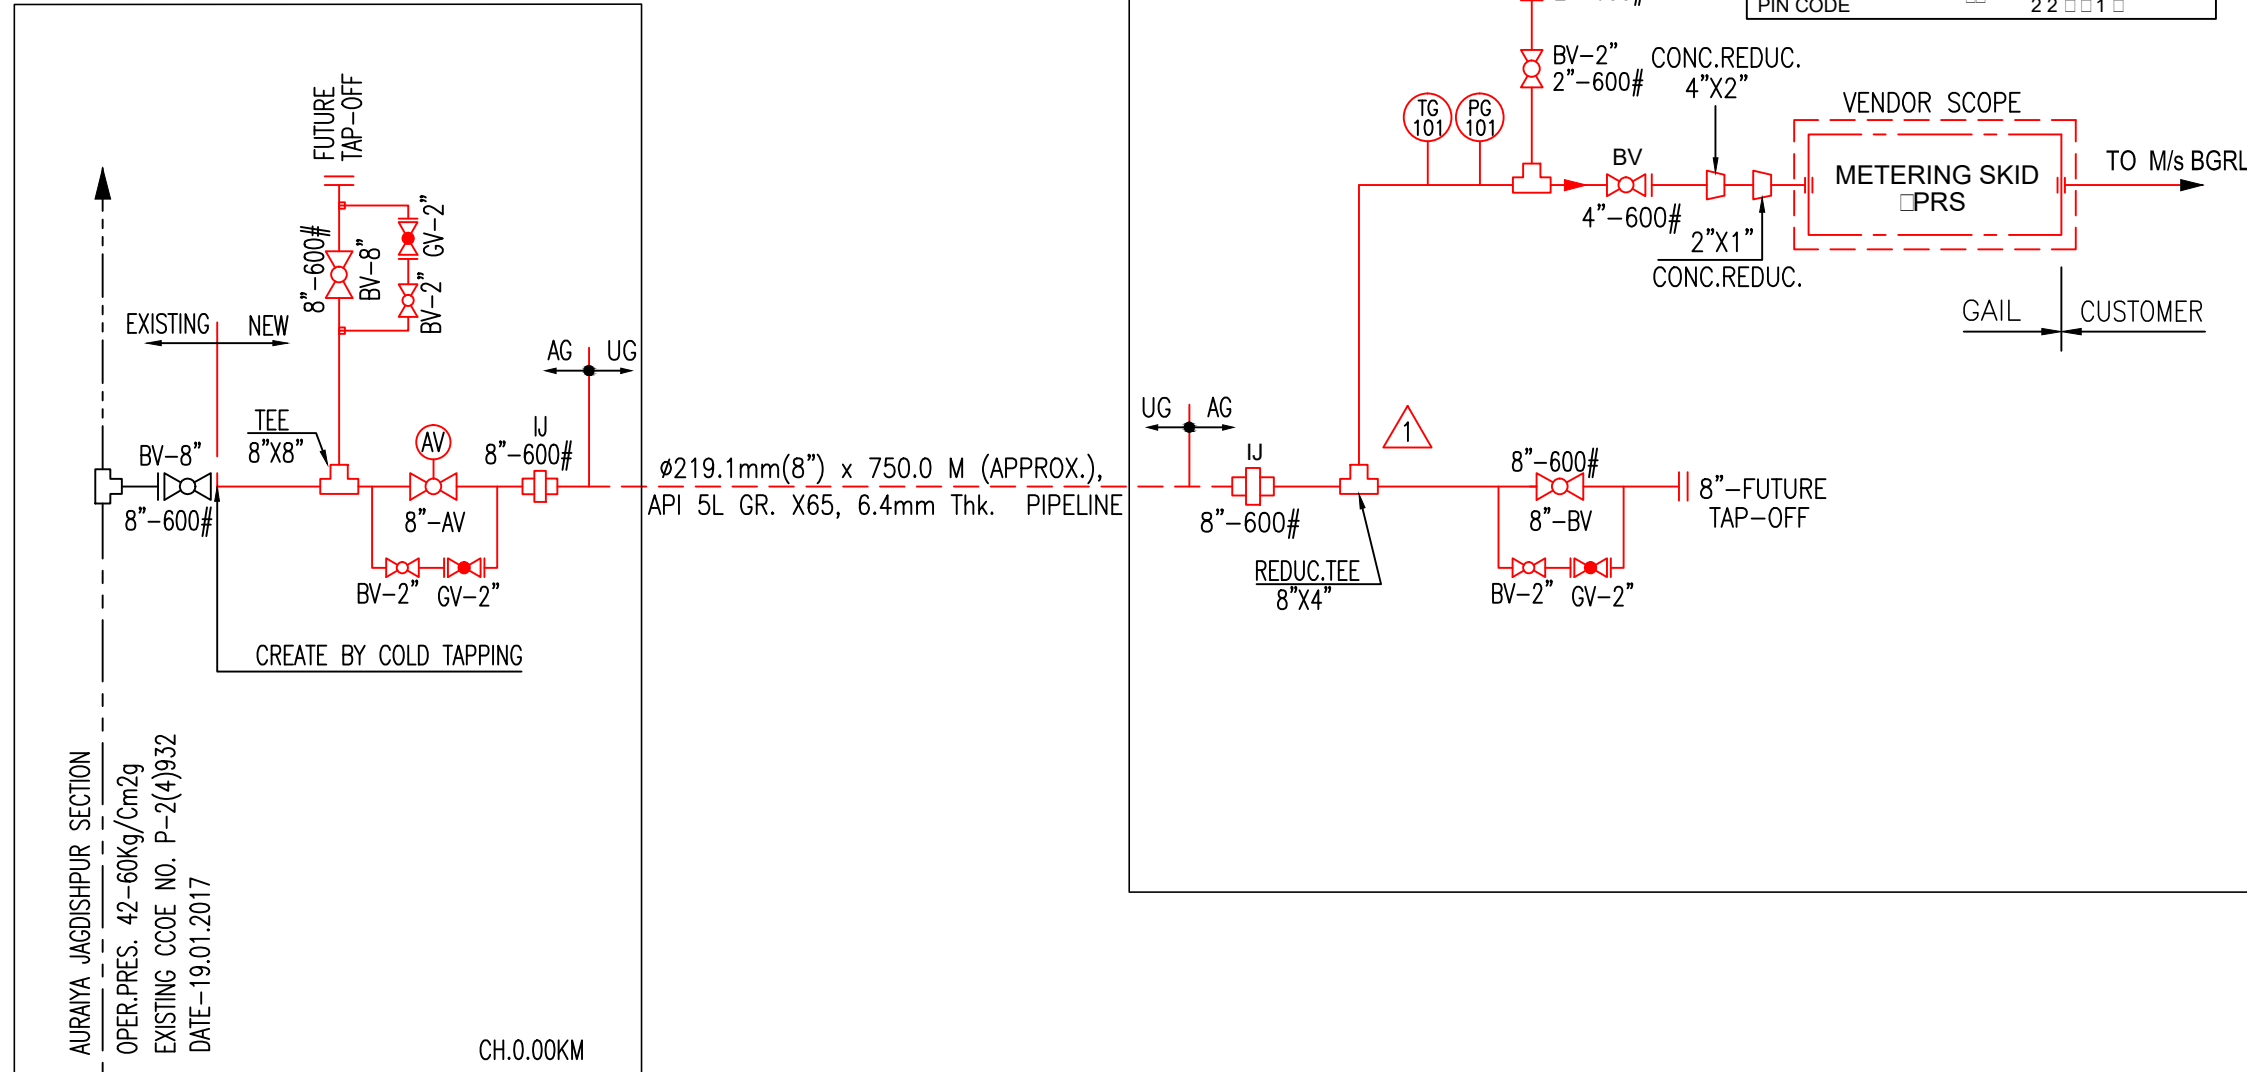 FUTURE
TAP-OFF
8"-600#
BV-8"
GV-2"
BV-2"
EXISTING
NEW
AG
UG
TEE
8"X8"
BV-8"
8"-600#
AV
8"-AV
IJ
8"-600#
BV-2"
GV-2"
CREATE BY COLD TAPPING
AURAIYA JAGDISHPUR SECTION
OPER.PRES. 42-60Kg/Cm2g
EXISTING CCOE NO. P-2(4)932
DATE-19.01.2017
CH.0.00KM
ø219.1mm(8") x 750.0 M (APPROX.),
API 5L GR. X65, 6.4mm Thk. PIPELINE
PIN CODE
BV-2"
2"-600#
CONC.REDUC.
4"X2"
TG
101
PG
101
BV
4"-600#
2"X1"
CONC.REDUC.
VENDOR SCOPE
METERING SKID
□PRS
TO M/s BGRL
GAIL
CUSTOMER
UG
AG
IJ
8"-600#
1
REDUC.TEE
8"X4"
8"-600#
8"-BV
BV-2"
GV-2"
8"-FUTURE
TAP-OFF